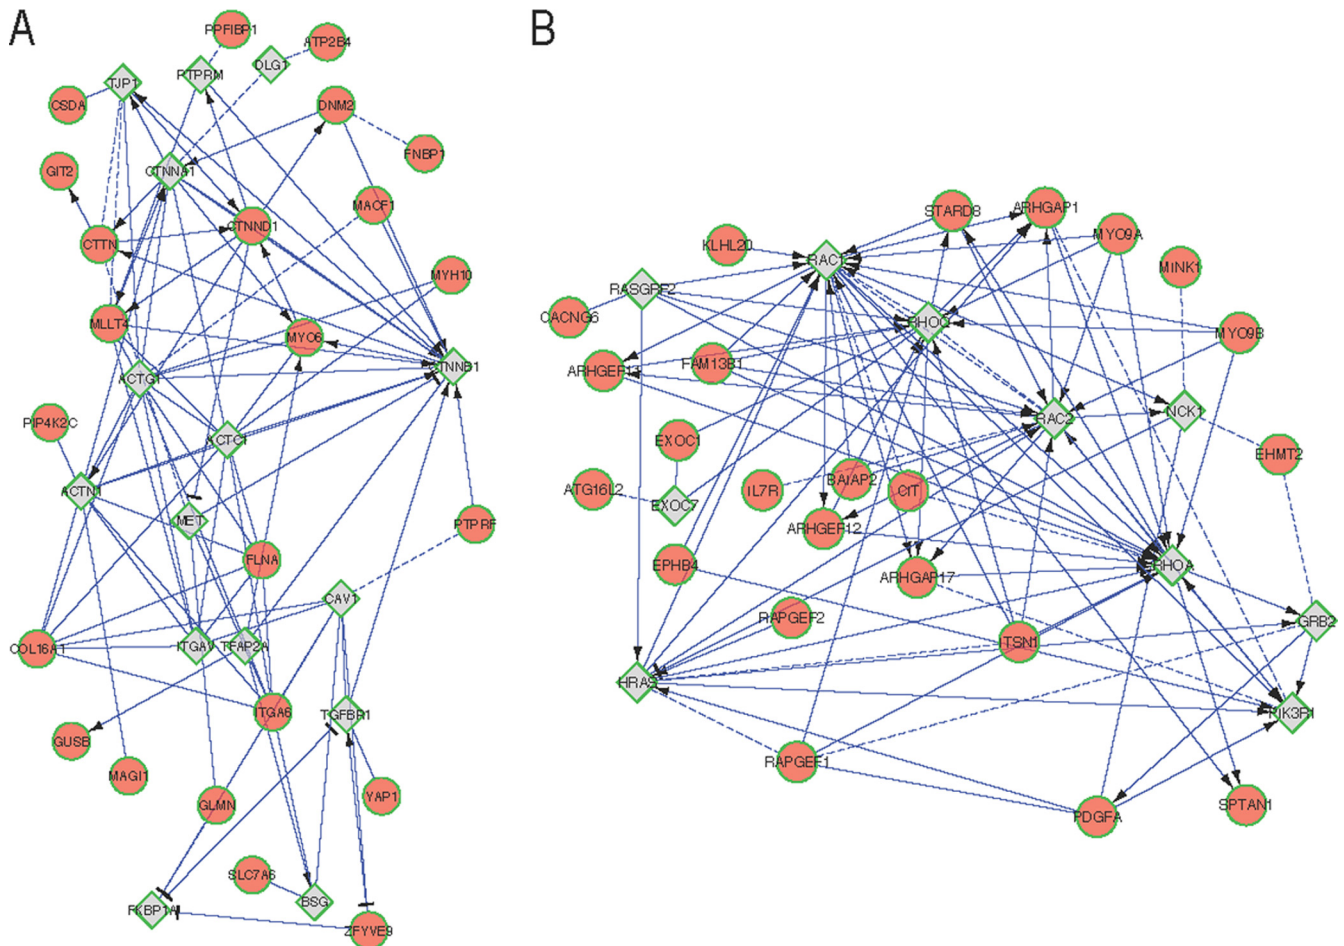 A
B
PPFIBP1
ATP2B4
DLG1
PTPRM
TJP1
CSDA
DNM2
FNBP1
CTNNA1
GIT2
MACF1
CTNND1
CTTN
MYH10
MLLT4
MYO6
CTNNB1
ACTG1
PIP4K2C
ACTC1
ACTN1
MET
PTPRF
FLNA
CAV1
COL16A1
ITGAV
TFAP2A
ITGA6
TGFBR1
GUSB
MAGI1
GLMN
YAP1
SLC7A6
BSG
FKBP1A
ZFYVE9
STARD8
ARHGAP1
MYO9A
KLHL20
RAC1
MINK1
RASGRF2
CACNG6
RHOQ
MYO9B
ARHGEF11
FAM13B1
RAC2
NCK1
EXOC1
EHMT2
ATG16L2
IL7R
BAIAP2
CIT
EXOC7
ARHGEF12
EPHB4
ARHGAP17
RHOA
RAPGEF2
GRB2
ITSN1
HRAS
PIK3R1
RAPGEF1
PDGFA
SPTAN1